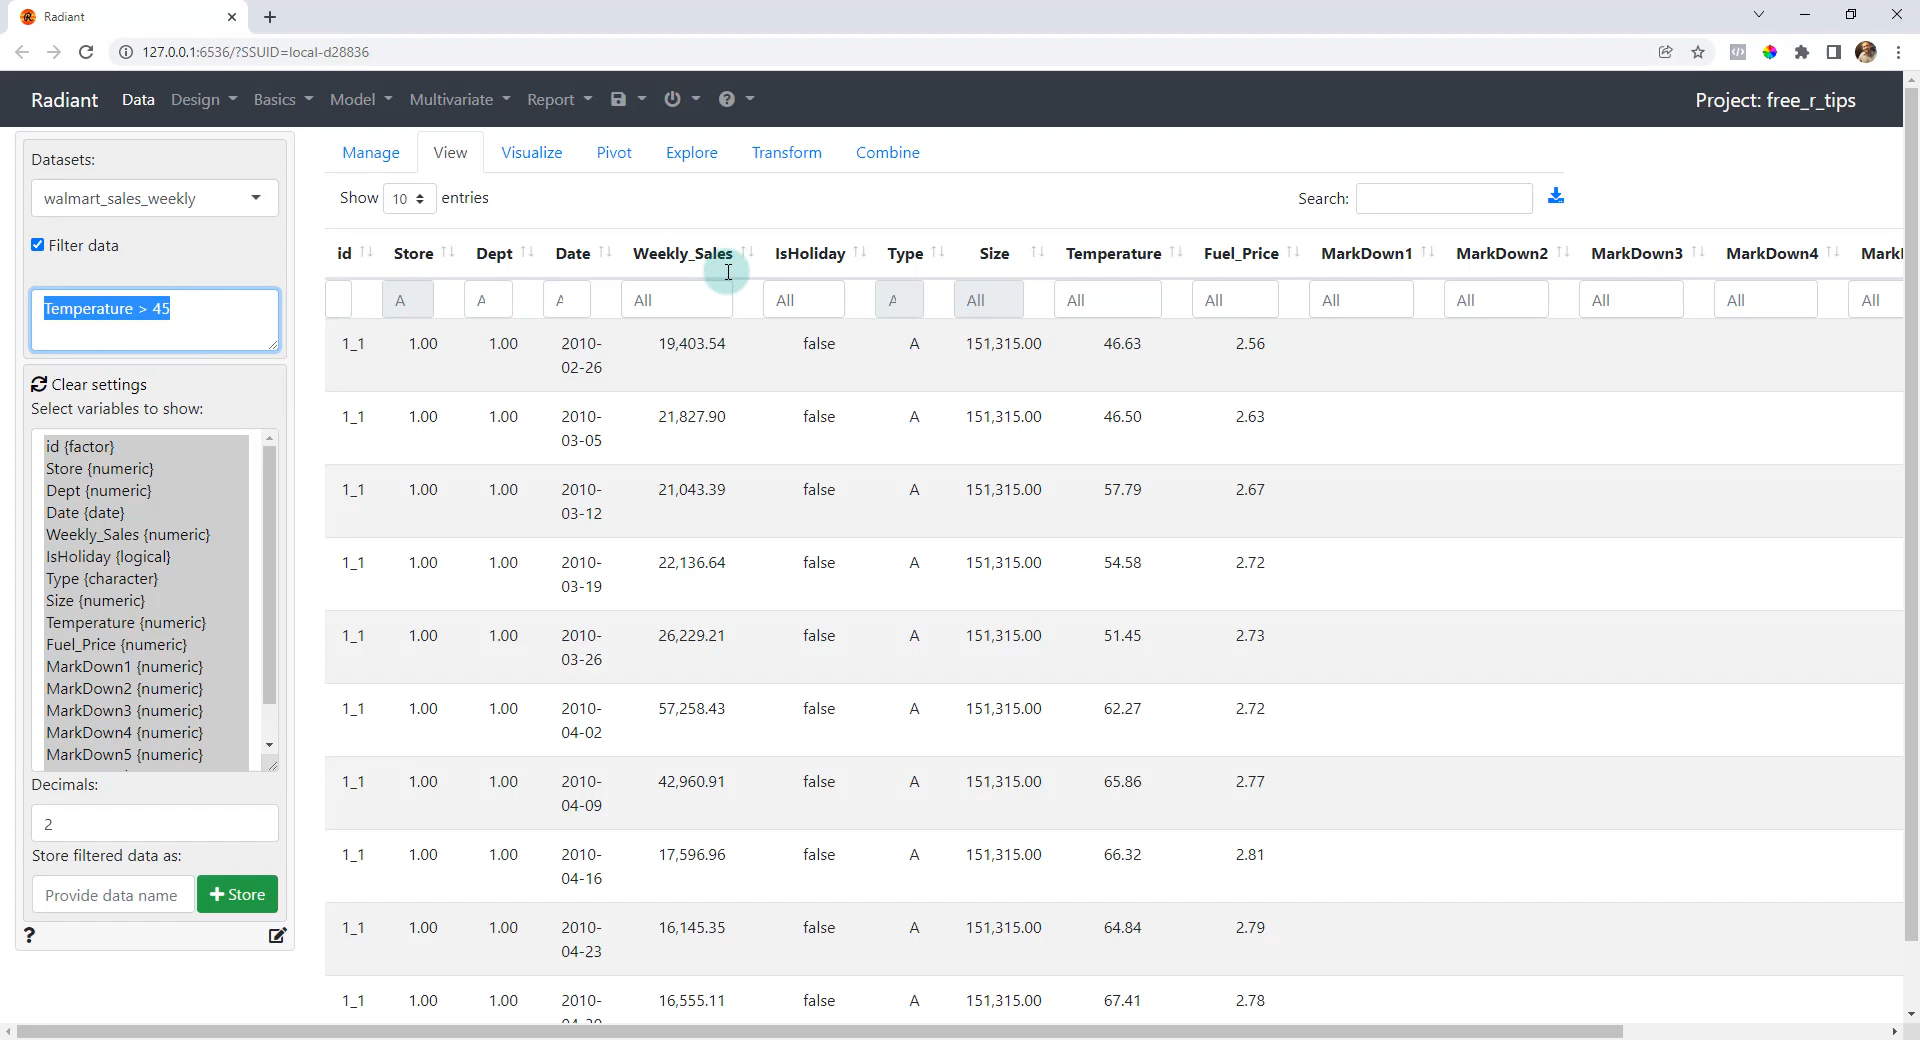 Radiant
127.0.0.1:6536/?SSUID=local-d28836
Radiant Data Design Basics Model Multivariate Report Project: free_r_tips
Datasets:
walmart_sales_weekly
Filter data
Temperature > 45
Clear settings
Select variables to show:
id {factor}
Store {numeric}
Dept {numeric}
Date {date}
Weekly_Sales {numeric}
IsHoliday {logical}
Type {character}
Size {numeric}
Temperature {numeric}
Fuel_Price {numeric}
MarkDown1 {numeric}
MarkDown2 {numeric}
MarkDown3 {numeric}
MarkDown4 {numeric}
MarkDown5 {numeric}
Decimals:
2
Store filtered data as:
Provide data name + Store
?
Manage View Visualize Pivot Explore Transform Combine
Show 10 entries Search:
id Store Dept Date Weekly_Sales IsHoliday Type Size Temperature Fuel_Price MarkDown1 MarkDown2 MarkDown3 MarkDown4 Markl
A A A All All A All All All All All All All All
1_1 1.00 1.00 2010- 19,403.54 false A 151,315.00 46.63 2.56
02-26
1_1 1.00 1.00 2010- 21,827.90 false A 151,315.00 46.50 2.63
03-05
1_1 1.00 1.00 2010- 21,043.39 false A 151,315.00 57.79 2.67
03-12
1_1 1.00 1.00 2010- 22,136.64 false A 151,315.00 54.58 2.72
03-19
1_1 1.00 1.00 2010- 26,229.21 false A 151,315.00 51.45 2.73
03-26
1_1 1.00 1.00 2010- 57,258.43 false A 151,315.00 62.27 2.72
04-02
1_1 1.00 1.00 2010- 42,960.91 false A 151,315.00 65.86 2.77
04-09
1_1 1.00 1.00 2010- 17,596.96 false A 151,315.00 66.32 2.81
04-16
1_1 1.00 1.00 2010- 16,145.35 false A 151,315.00 64.84 2.79
04-23
1_1 1.00 1.00 2010- 16,555.11 false A 151,315.00 67.41 2.78